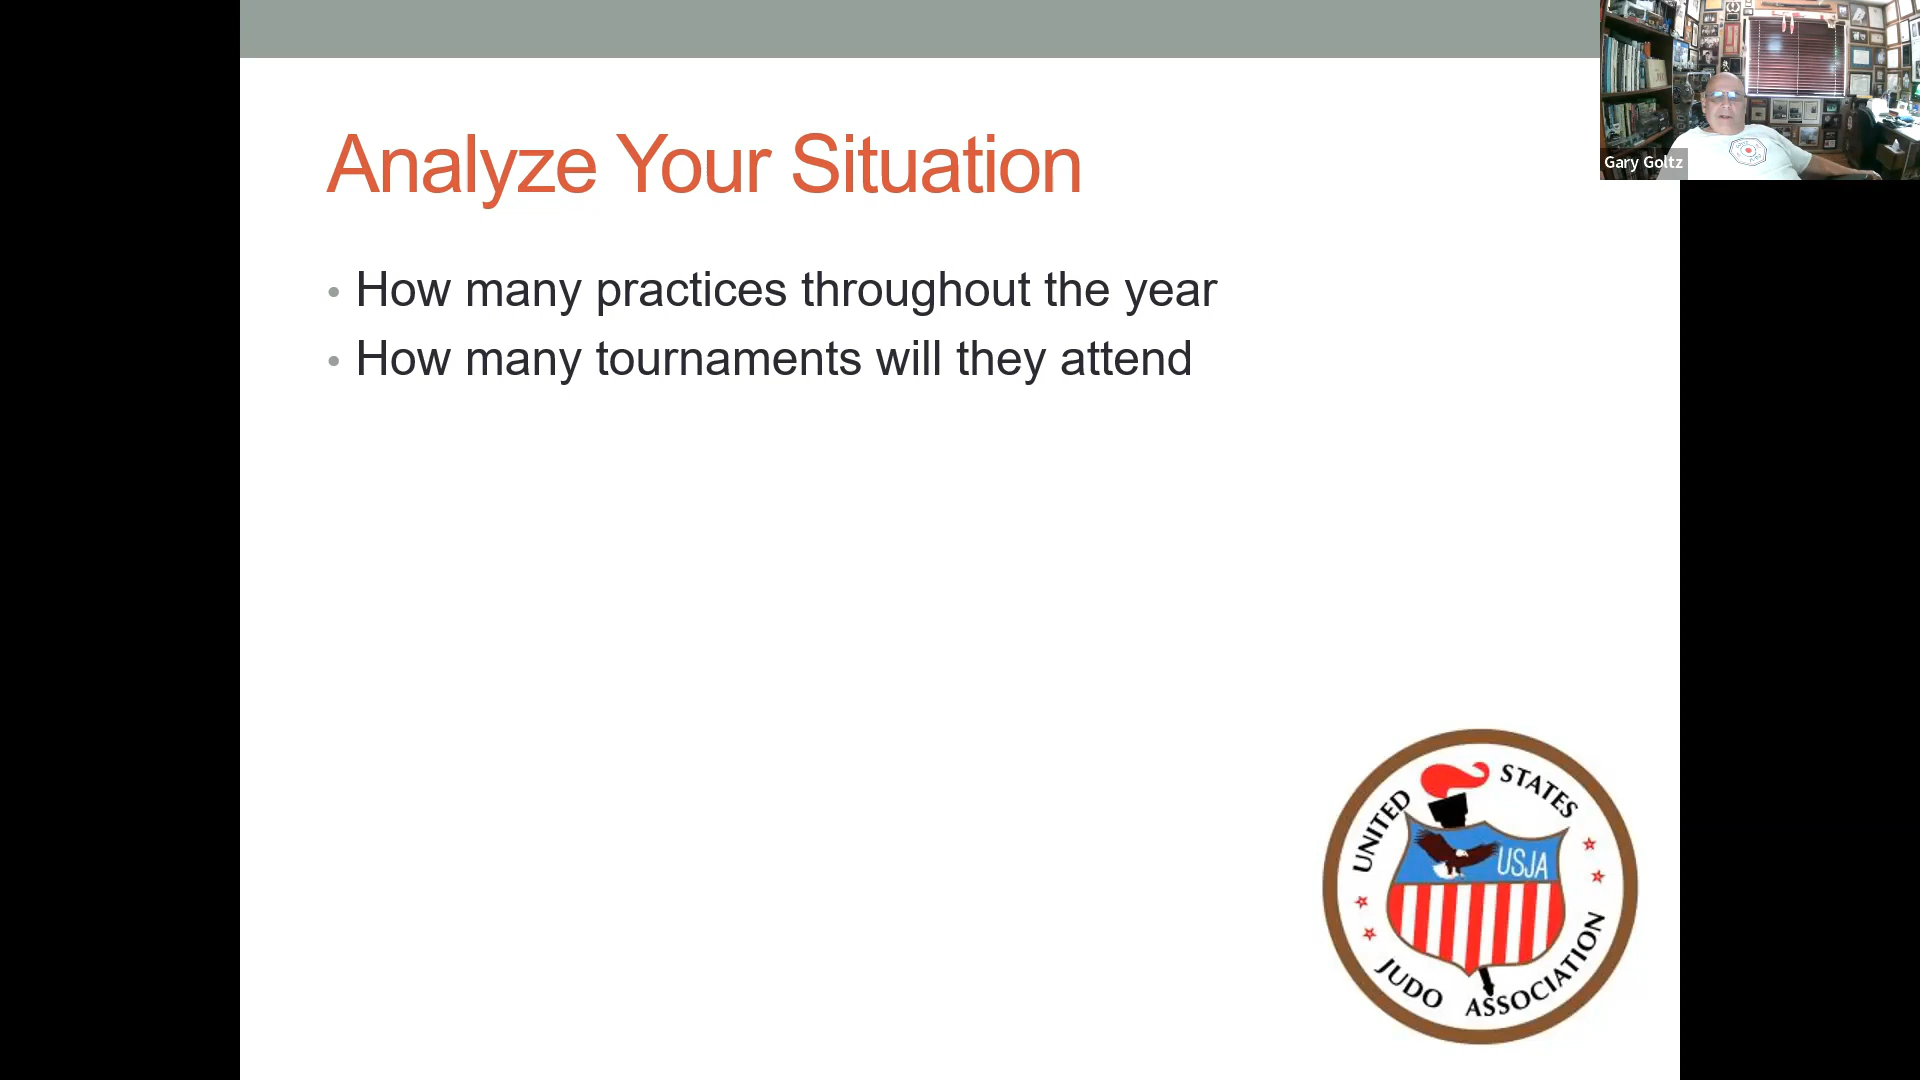 Analyze Your Situation
• How many practices throughout the year
• How many tournaments will they attend
Gary Goltz
UNITED STATES
USJA
JUDO ASSOCIATION